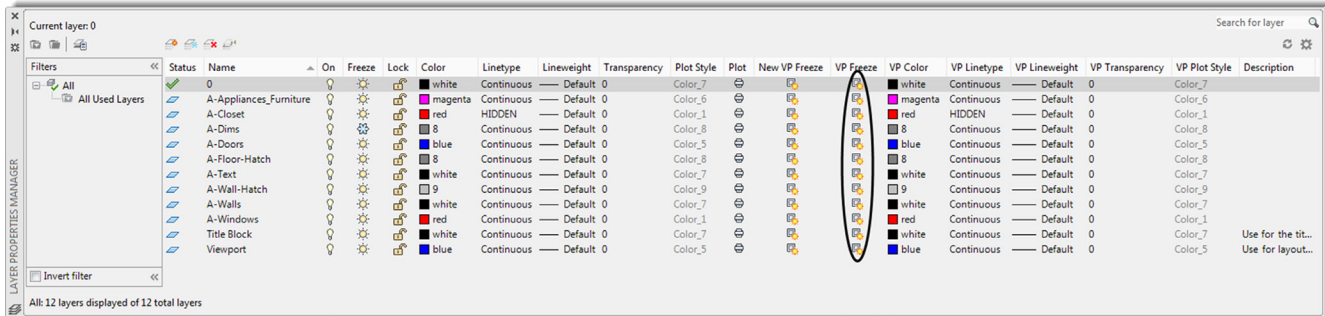 Current layer: 0
Search for layer
Filters
All
All Used Layers
Status Name On Freeze Lock Color Linetype Lineweight Transparency Plot Style Plot New VP Freeze VP Freeze VP Color VP Linetype VP Lineweight VP Transparency VP Plot Style Description
0 white Continuous Default 0 Color_7 white Continuous Default 0 Color_7
A-Appliances_Furniture magenta Continuous Default 0 Color_6 magenta Continuous Default 0 Color_6
A-Closet red HIDDEN Default 0 Color_1 red HIDDEN Default 0 Color_1
A-Dims 8 Continuous Default 0 Color_8 8 Continuous Default 0 Color_8
A-Doors blue Continuous Default 0 Color_5 blue Continuous Default 0 Color_5
A-Floor-Hatch 8 Continuous Default 0 Color_8 8 Continuous Default 0 Color_8
A-Text white Continuous Default 0 Color_7 white Continuous Default 0 Color_7
A-Wall-Hatch 9 Continuous Default 0 Color_9 9 Continuous Default 0 Color_9
A-Walls white Continuous Default 0 Color_7 white Continuous Default 0 Color_7
A-Windows red Continuous Default 0 Color_1 red Continuous Default 0 Color_1
Title Block white Continuous Default 0 Color_7 white Continuous Default 0 Color_7 Use for the tit...
Viewport blue Continuous Default 0 Color_5 blue Continuous Default 0 Color_5 Use for layout...
Invert filter
All: 12 layers displayed of 12 total layers
LAYER PROPERTIES MANAGER